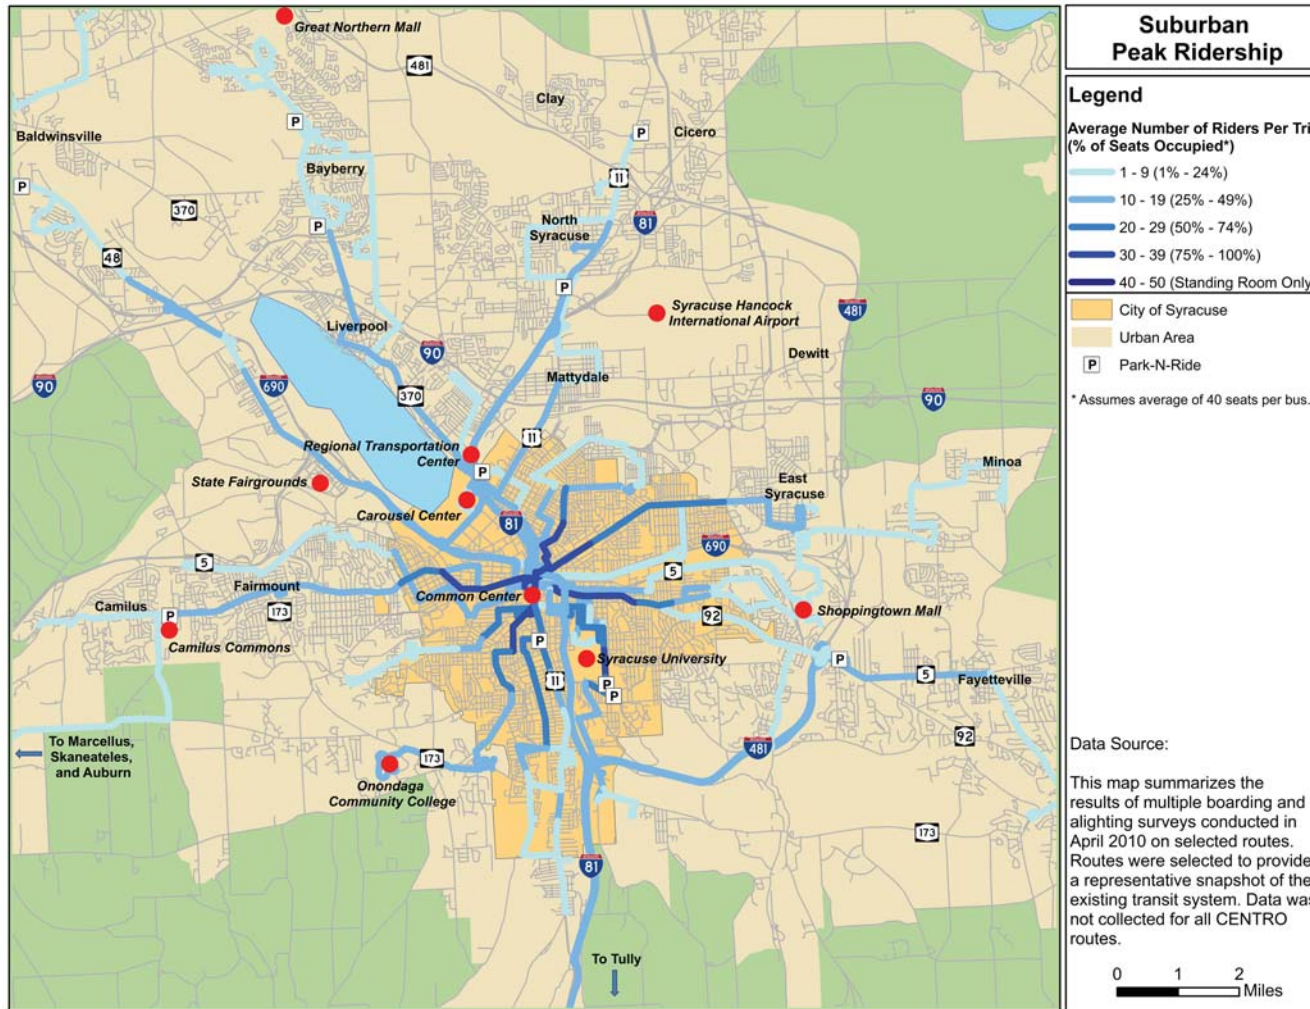 Suburban
Peak Ridership
Legend
Average Number of Riders Per Tri
(% of Seats Occupied*)
1 - 9 (1% - 24%)
10 - 19 (25% - 49%)
20 - 29 (50% - 74%)
30 - 39 (75% - 100%)
40 - 50 (Standing Room Only
City of Syracuse
Urban Area
P Park-N-Ride
* Assumes average of 40 seats per bus.
Data Source:
This map summarizes the
results of multiple boarding and
alighting surveys conducted in
April 2010 on selected routes.
Routes were selected to provide
a representative snapshot of the
existing transit system. Data was
not collected for all CENTRO
routes.
0 1 2
Miles
Great Northern Mall
481
Clay
Cicero
P
P
Baldwinsville
Bayberry
11
P
370
P
North
Syracuse
81
48
P
Syracuse Hancock
International Airport
481
Liverpool
90
Dewitt
90
690
Mattydale
370
90
11
Regional Transportation
Center
P
Minoa
State Fairgrounds
East
Syracuse
Carousel Center
81
690
5
5
Fairmount
Common Center
Camilus
173
P
92
Shoppingtown Mall
Camilus Commons
P
Syracuse University
P
11
P
P
5
Fayetteville
To Marcellus,
Skaneateles,
and Auburn
173
481
92
Onondaga
Community College
173
81
To Tully